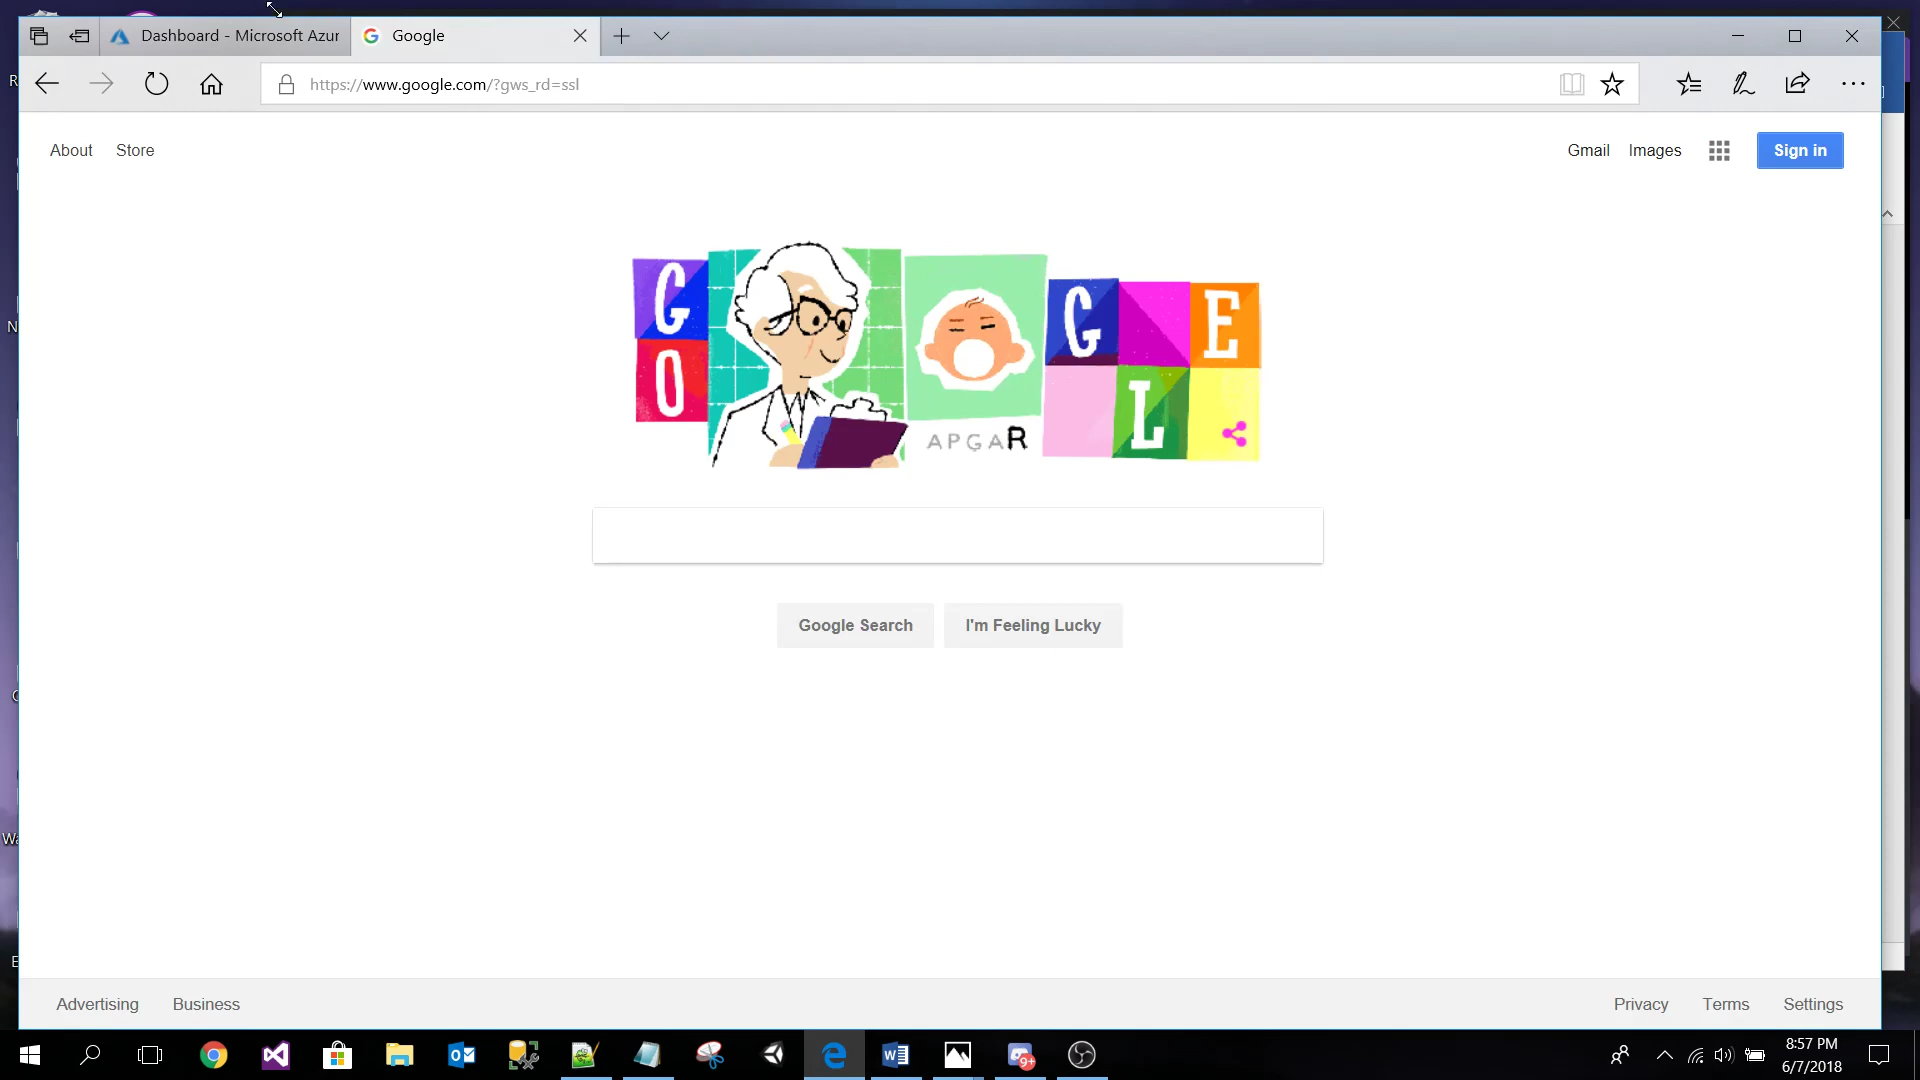 Dashboard - Microsoft Azur
Google
https://www.google.com/?gws_rd=ssl
About
Store
Gmail
Images
Sign in
G
O
G
E
L
APGAR
Google Search
I'm Feeling Lucky
Advertising
Business
Privacy
Terms
Settings
9+
8:57 PM
6/7/2018